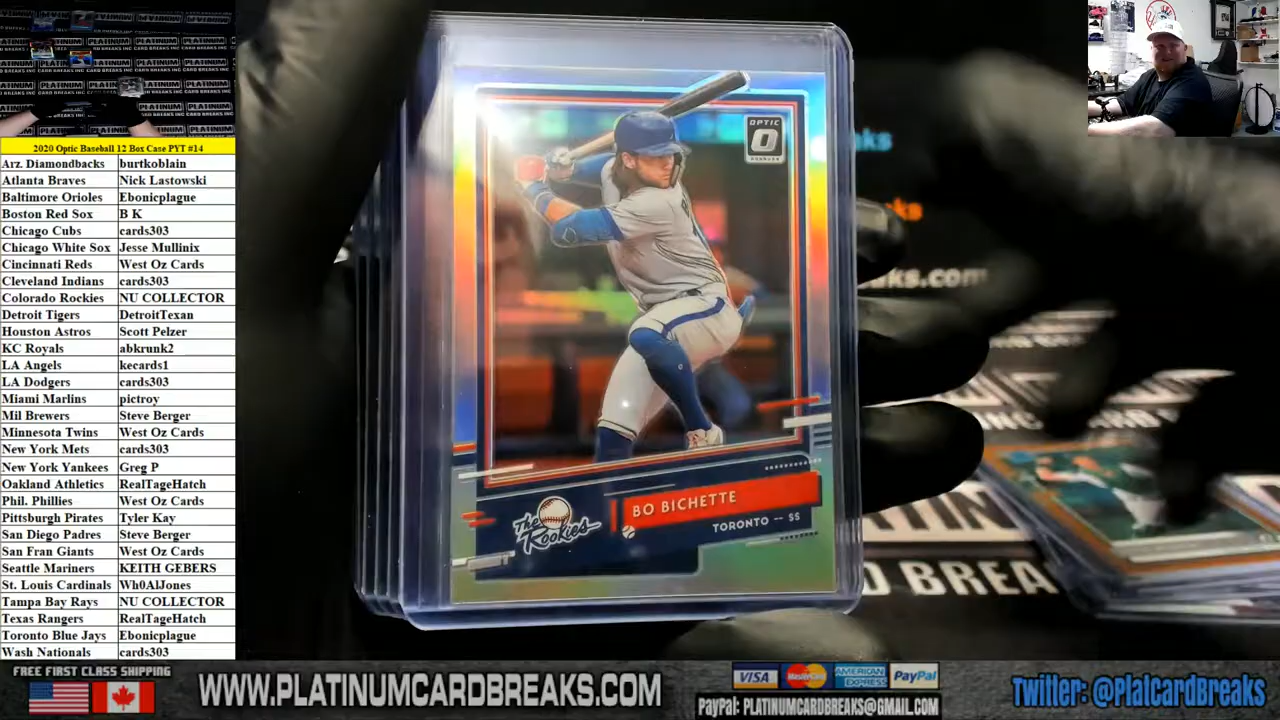 2020 Optic Baseball 12 Box Case PYT #14
Arz. Diamondbacks burtkoblain
Atlanta Braves Nick Lastowski
Baltimore Orioles Ebonicplague
Boston Red Sox B K
Chicago Cubs cards303
Chicago White Sox Jesse Mullinix
Cincinnati Reds West Oz Cards
Cleveland Indians cards303
Colorado Rockies NU COLLECTOR
Detroit Tigers DetroitTexan
Houston Astros Scott Pelzer
KC Royals abkrunk2
LA Angels kecards1
LA Dodgers cards303
Miami Marlins pictroy
Mil Brewers Steve Berger
Minnesota Twins West Oz Cards
New York Mets cards303
New York Yankees Greg P
Oakland Athletics RealTageHatch
Phil. Phillies West Oz Cards
Pittsburgh Pirates Tyler Kay
San Diego Padres Steve Berger
San Fran Giants West Oz Cards
Seattle Mariners KEITH GEBERS
St. Louis Cardinals Wh0AlJones
Tampa Bay Rays NU COLLECTOR
Texas Rangers RealTageHatch
Toronto Blue Jays Ebonicplague
Wash Nationals cards303
OPTIC
DONRUSS
The Rookies
BO BICHETTE
TORONTO — SS
FREE FIRST CLASS SHIPPING
WWW.PLATINUMCARDBREAKS.COM
VISA MasterCard AMERICAN EXPRESS PayPal
PayPal: PLATINUMCARDBREAKS@GMAIL.COM
Twitter: @PlatCardBreaks